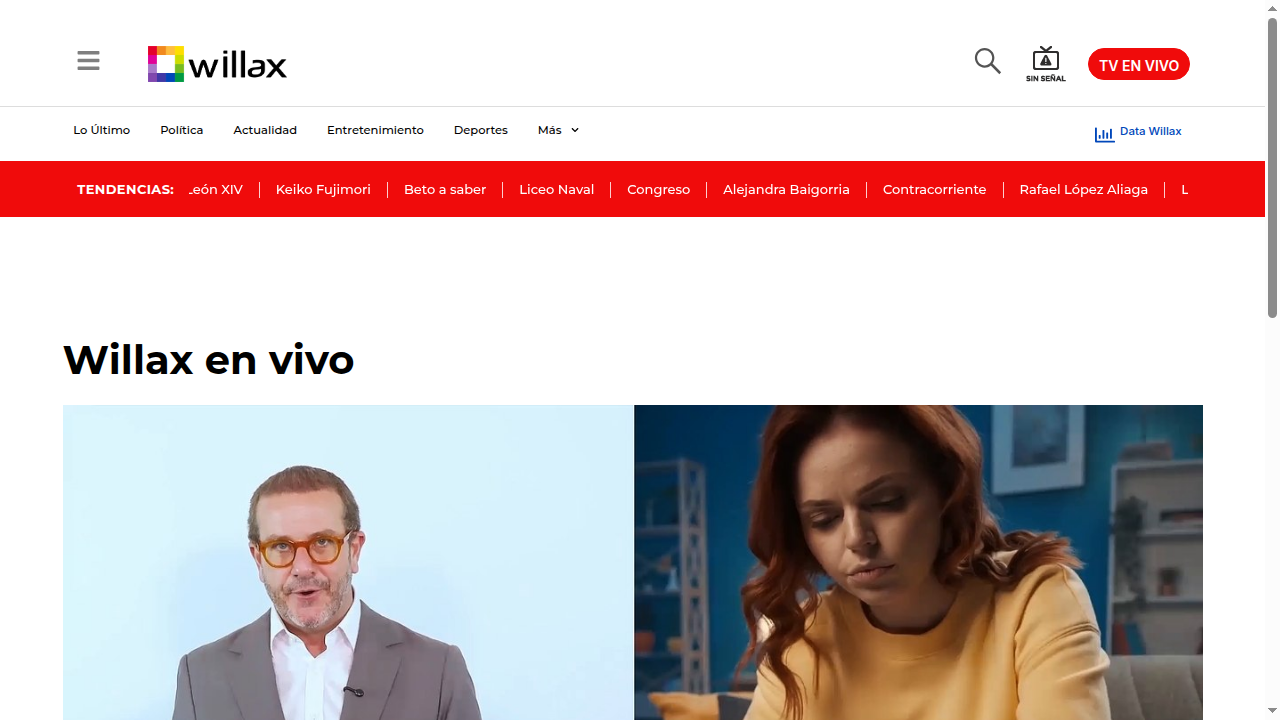 willax
SIN SEÑAL
TV EN VIVO
Lo Último
Política
Actualidad
Entretenimiento
Deportes
Más
Data Willax
TENDENCIAS:
León XIV
Keiko Fujimori
Beto a saber
Liceo Naval
Congreso
Alejandra Baigorria
Contracorriente
Rafael López Aliaga
L
Willax en vivo